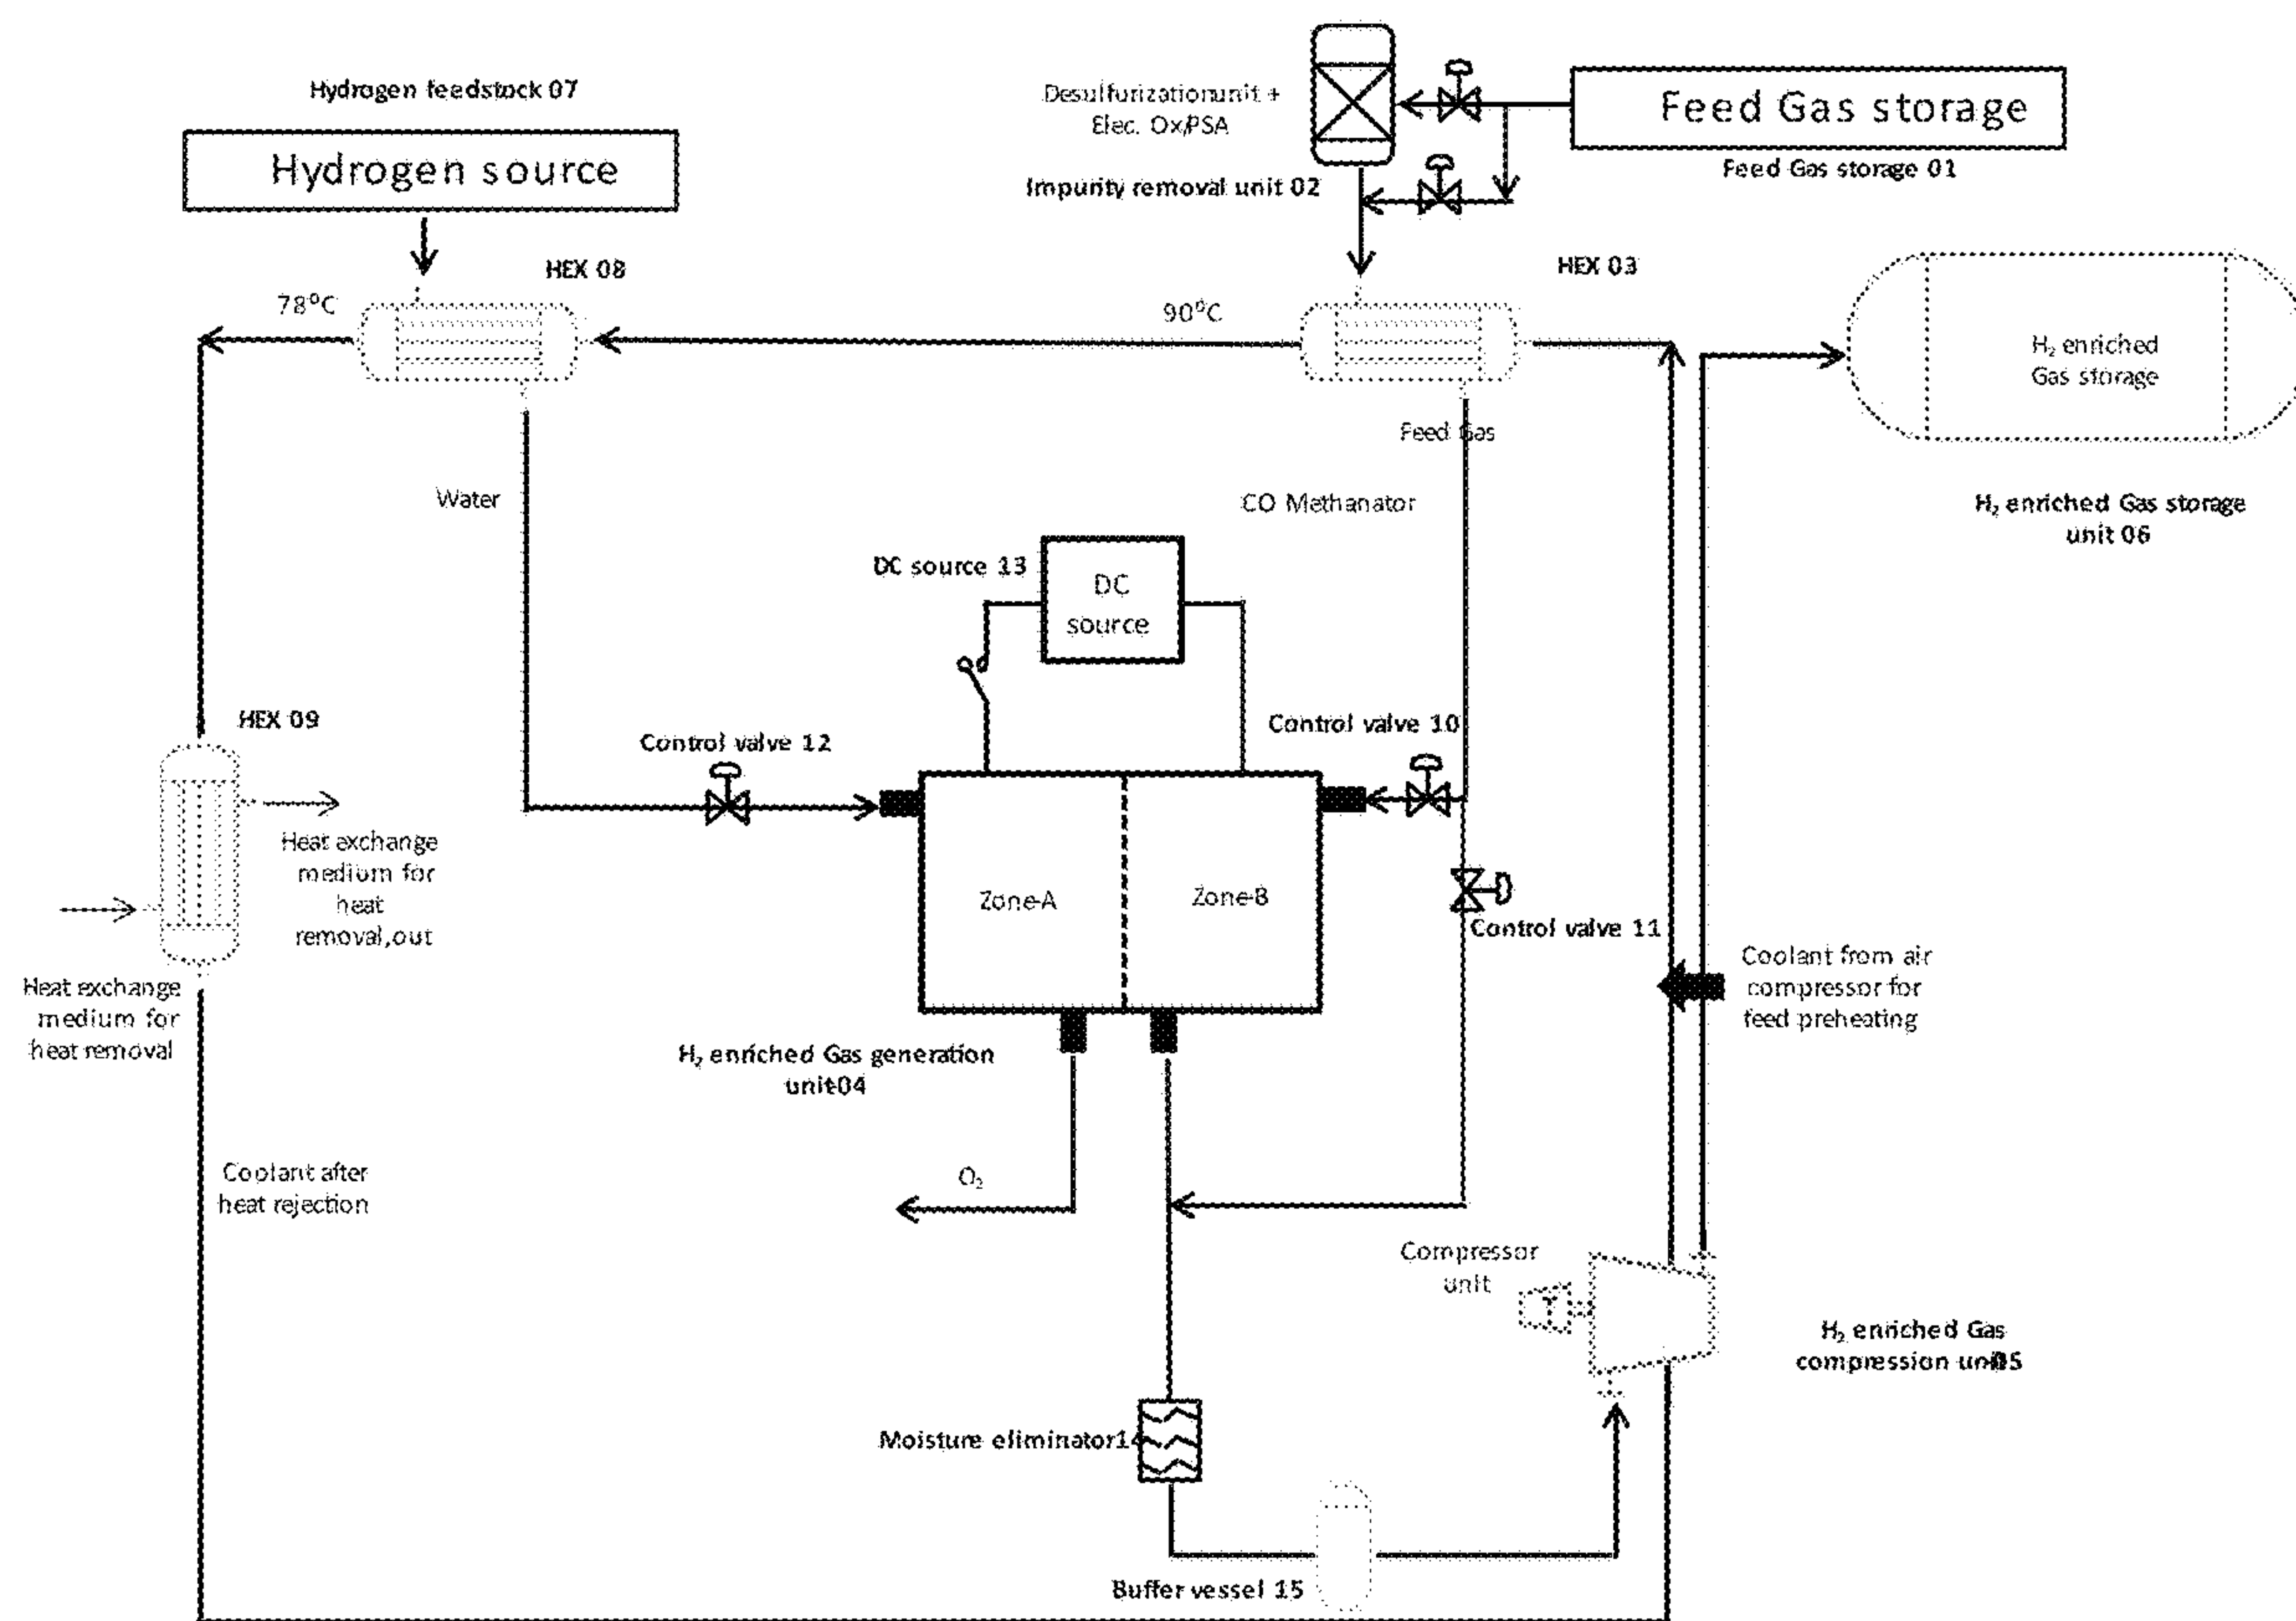 Hydrogen feedstock 07
Hydrogen source
Desulfurizationunit +
Elec. Ox/PSA
Impurity removal unit 02
Feed Gas storage
Feed Gas storage 01
HEX 08
78⁰C
90⁰C
HEX 03
H₂ enriched
Gas storage
H₂ enriched Gas storage
unit 06
Feed Gas
Water
CO Methanator
DC source 13
DC
source
HEX 09
Control valve 12
Control valve 10
Heat exchange
medium for
heat
removal,out
Zone-A
Zone-B
Control valve 11
Heat exchange
medium for
heat removal
Coolant from air
compressor for
feed preheating
H₂ enriched Gas generation
unit04
Coolant after
heat rejection
O₂
Compressor
unit
T
H₂ enriched Gas
compression unit05
Moisture eliminator14
Buffer vessel 15